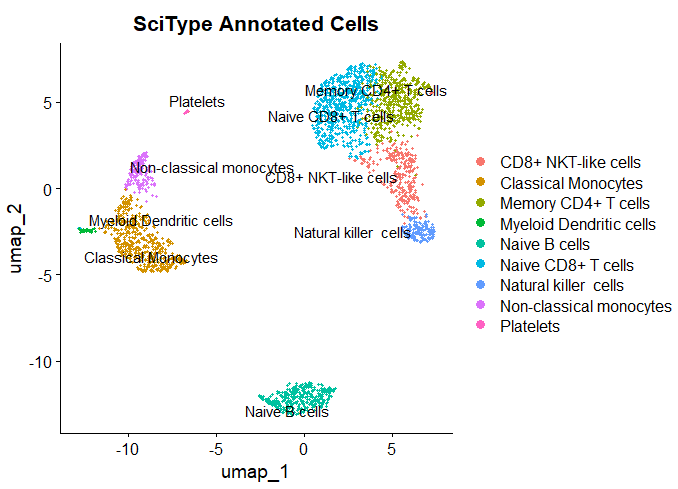 SciType Annotated Cells
umap_2
5
0
-5
-10
Platelets
Memory CD4+ T cells
Naive CD8+ T cells
Non-classical monocytes
CD8+ NKT-like cells
Myeloid Dendritic cells
Natural killer  cells
Classical Monocytes
Naive B cells
-10 -5 0 5
umap_1
CD8+ NKT-like cells
Classical Monocytes
Memory CD4+ T cells
Myeloid Dendritic cells
Naive B cells
Naive CD8+ T cells
Natural killer  cells
Non-classical monocytes
Platelets